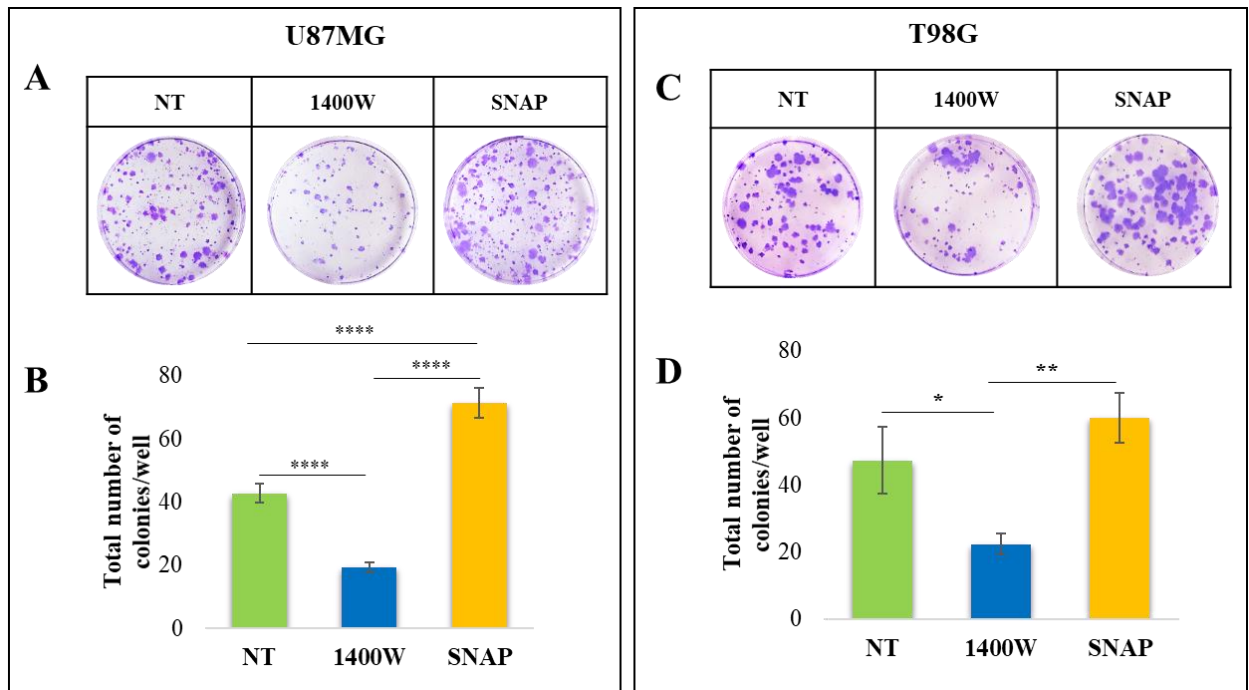 U87MG
A
NT 1400W SNAP
B
****
****
****
Total number of
colonies/well
80
60
40
20
0
NT 1400W SNAP
T98G
C
NT 1400W SNAP
D
*
**
Total number of
colonies/well
80
60
40
20
0
NT 1400W SNAP